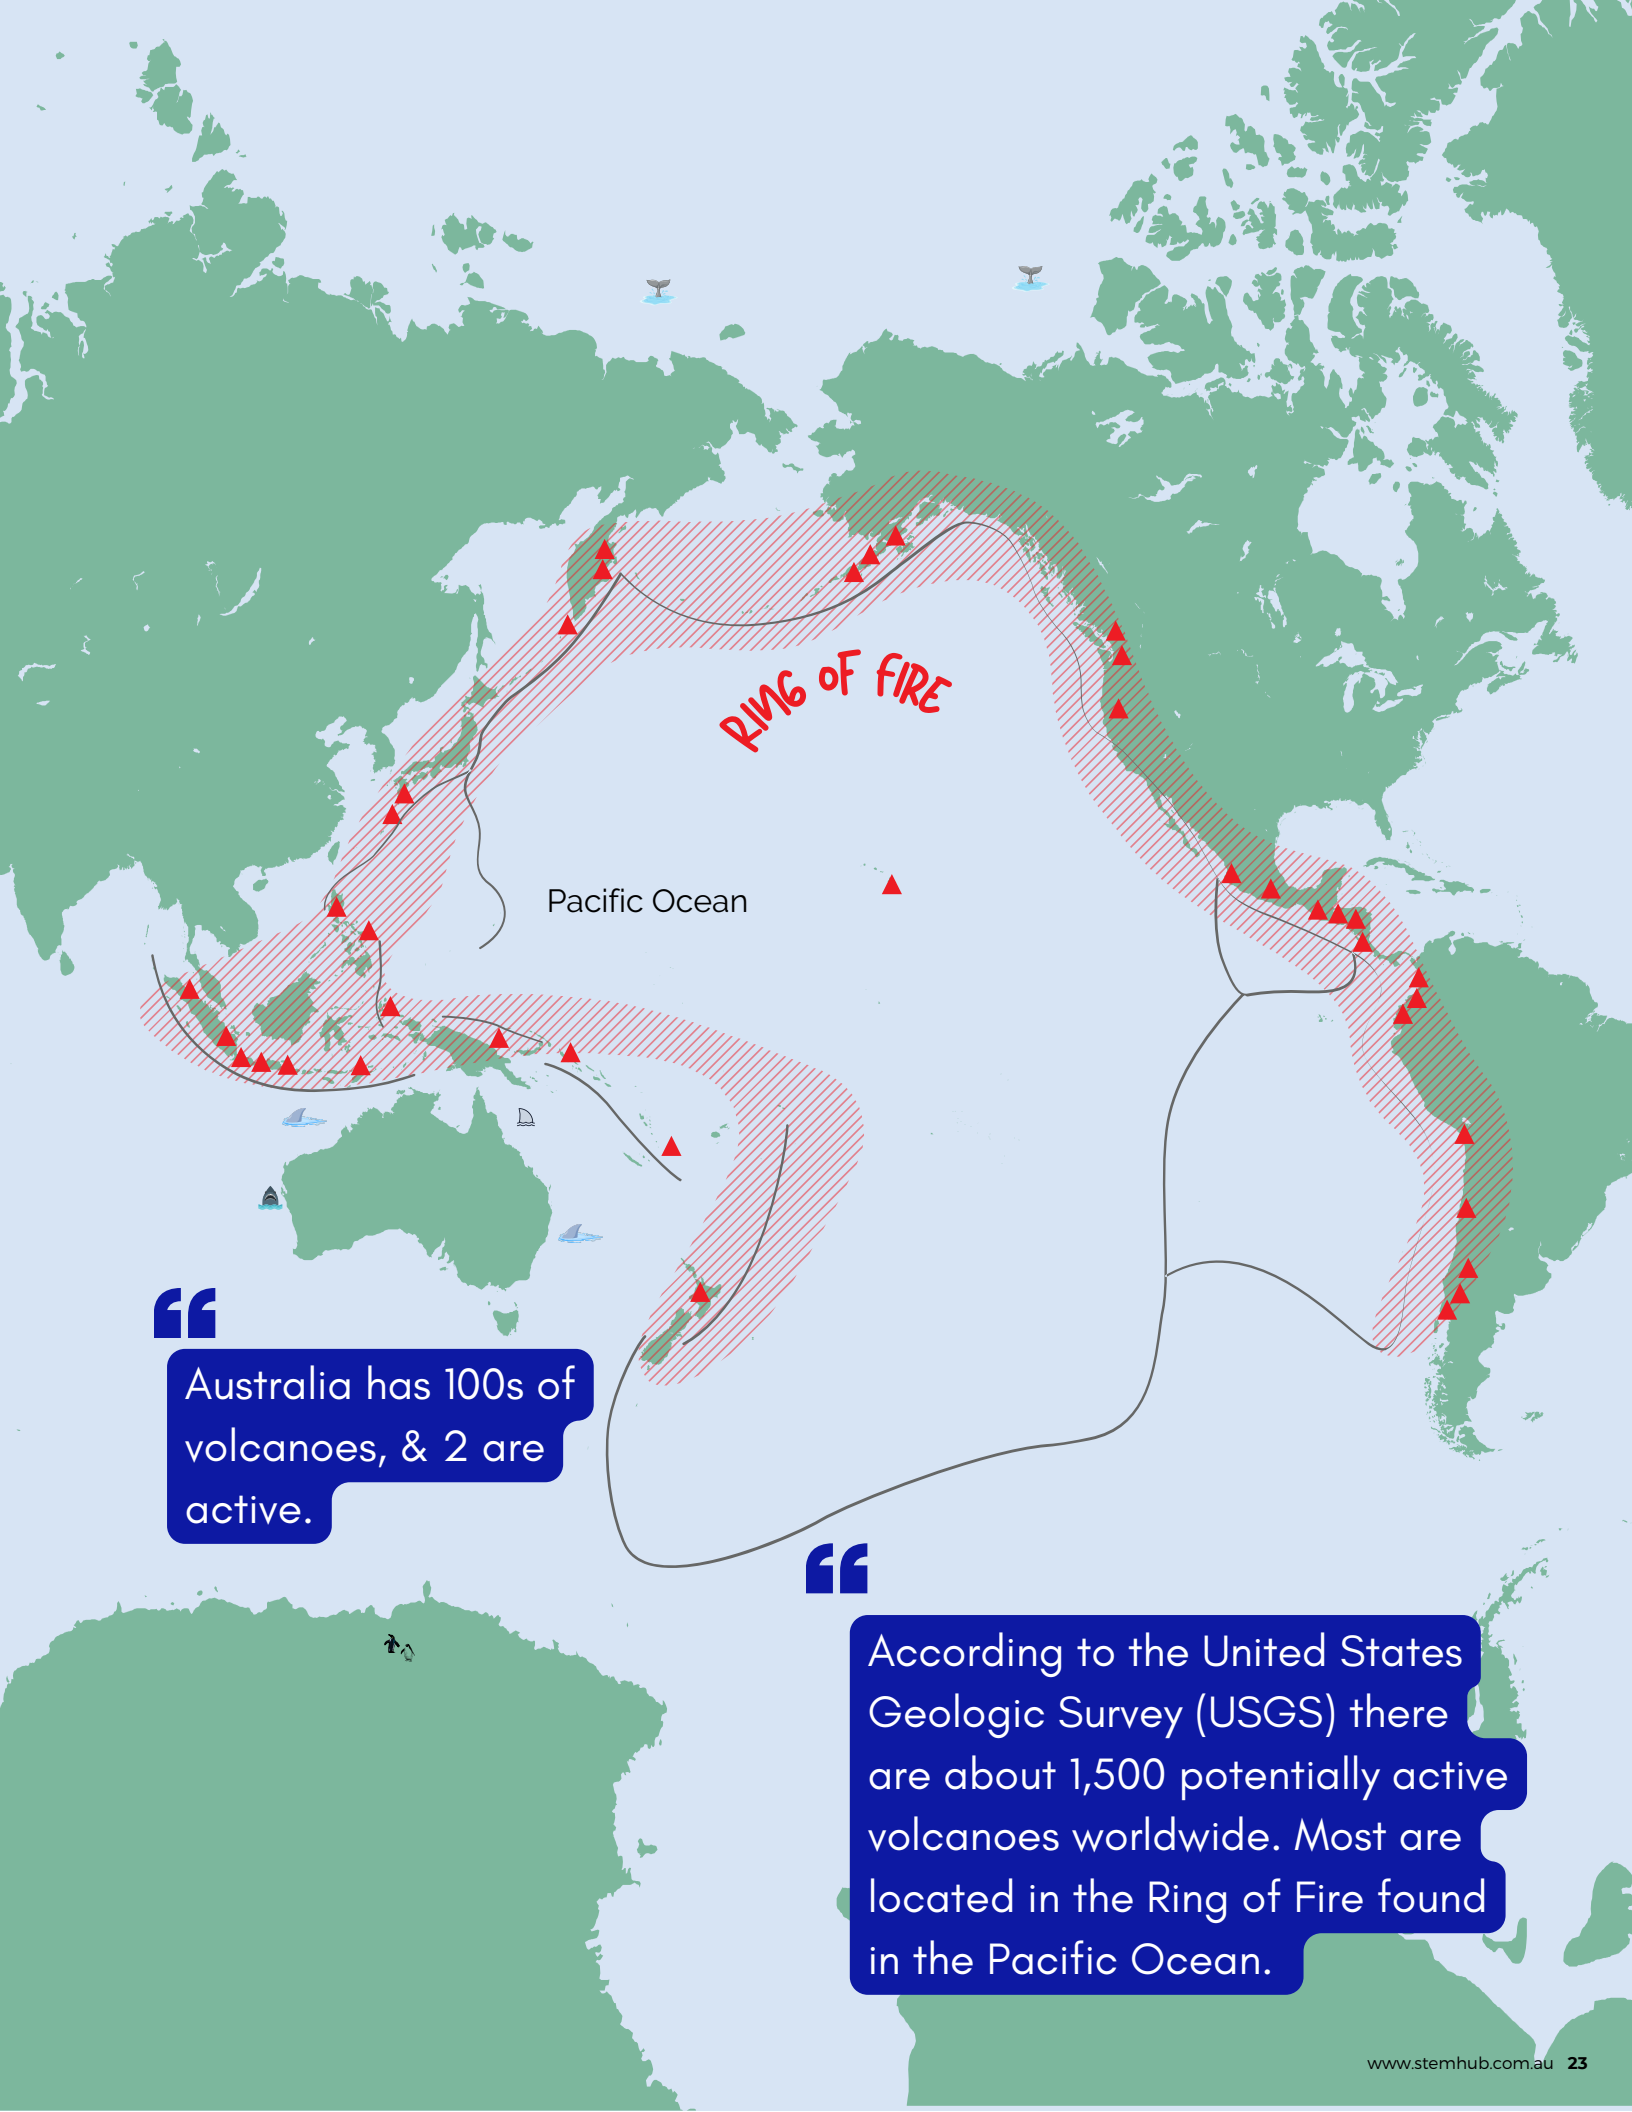 RING OF FIRE
Pacific Ocean
Australia has 100s of
volcanoes, & 2 are
active.
According to the United States
Geologic Survey (USGS) there
are about 1,500 potentially active
volcanoes worldwide. Most are
located in the Ring of Fire found
in the Pacific Ocean.
www.stemhub.com.au 23